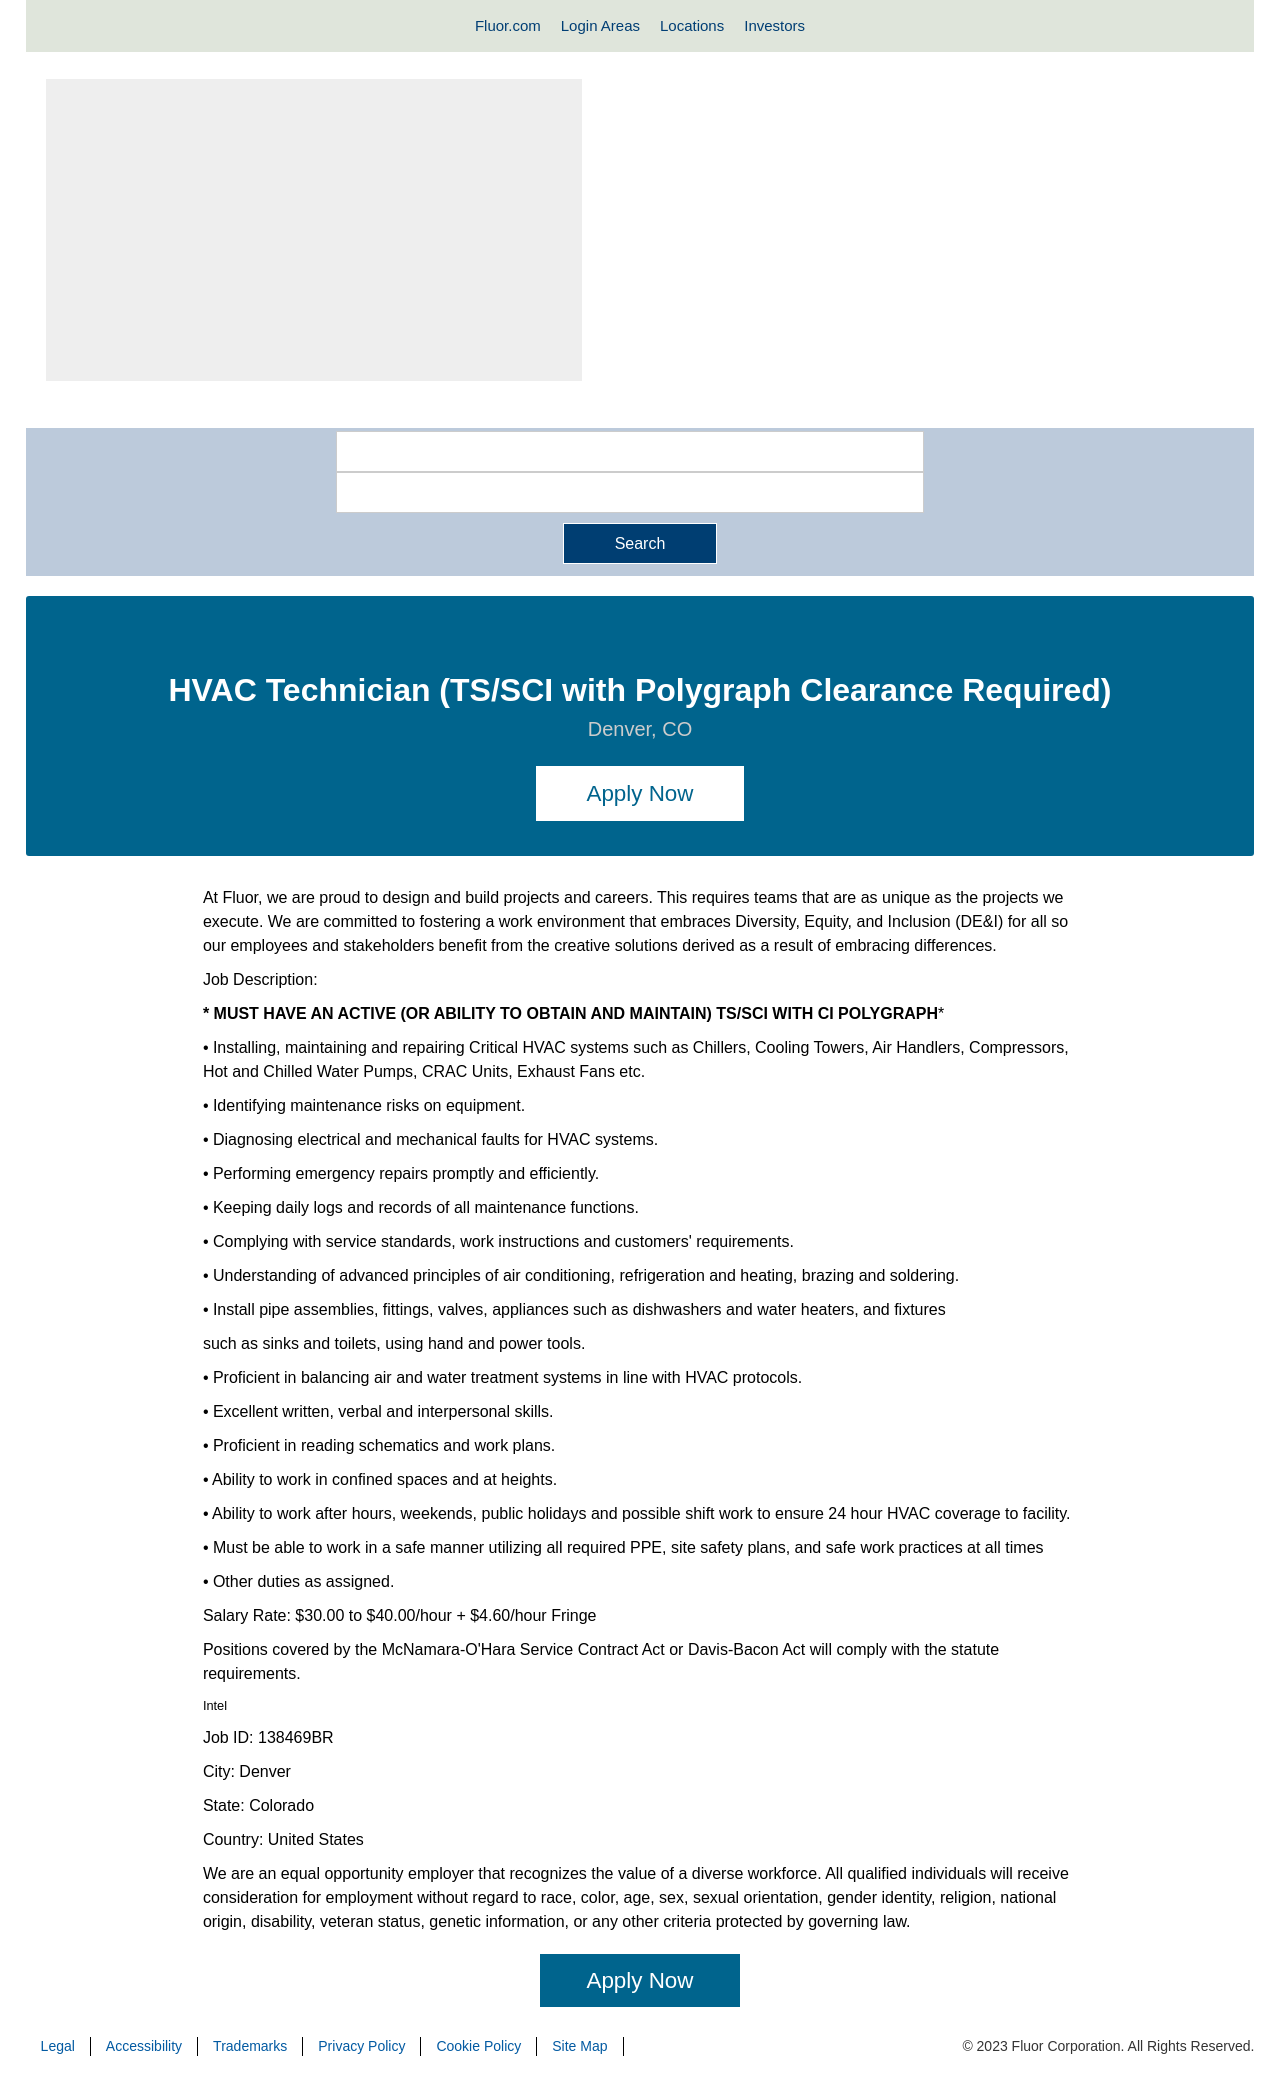 Fluor.com Login Areas Locations Investors
Search
HVAC Technician (TS/SCI with Polygraph Clearance Required)
Denver, CO
Apply Now
At Fluor, we are proud to design and build projects and careers. This requires teams that are as unique as the projects we
execute. We are committed to fostering a work environment that embraces Diversity, Equity, and Inclusion (DE&I) for all so
our employees and stakeholders benefit from the creative solutions derived as a result of embracing differences.
Job Description:
* MUST HAVE AN ACTIVE (OR ABILITY TO OBTAIN AND MAINTAIN) TS/SCI WITH CI POLYGRAPH*
• Installing, maintaining and repairing Critical HVAC systems such as Chillers, Cooling Towers, Air Handlers, Compressors,
Hot and Chilled Water Pumps, CRAC Units, Exhaust Fans etc.
• Identifying maintenance risks on equipment.
• Diagnosing electrical and mechanical faults for HVAC systems.
• Performing emergency repairs promptly and efficiently.
• Keeping daily logs and records of all maintenance functions.
• Complying with service standards, work instructions and customers' requirements.
• Understanding of advanced principles of air conditioning, refrigeration and heating, brazing and soldering.
• Install pipe assemblies, fittings, valves, appliances such as dishwashers and water heaters, and fixtures
such as sinks and toilets, using hand and power tools.
• Proficient in balancing air and water treatment systems in line with HVAC protocols.
• Excellent written, verbal and interpersonal skills.
• Proficient in reading schematics and work plans.
• Ability to work in confined spaces and at heights.
• Ability to work after hours, weekends, public holidays and possible shift work to ensure 24 hour HVAC coverage to facility.
• Must be able to work in a safe manner utilizing all required PPE, site safety plans, and safe work practices at all times
• Other duties as assigned.
Salary Rate: $30.00 to $40.00/hour + $4.60/hour Fringe
Positions covered by the McNamara-O'Hara Service Contract Act or Davis-Bacon Act will comply with the statute
requirements.
Intel
Job ID: 138469BR
City: Denver
State: Colorado
Country: United States
We are an equal opportunity employer that recognizes the value of a diverse workforce. All qualified individuals will receive
consideration for employment without regard to race, color, age, sex, sexual orientation, gender identity, religion, national
origin, disability, veteran status, genetic information, or any other criteria protected by governing law.
Apply Now
Legal Accessibility Trademarks Privacy Policy Cookie Policy Site Map © 2023 Fluor Corporation. All Rights Reserved.